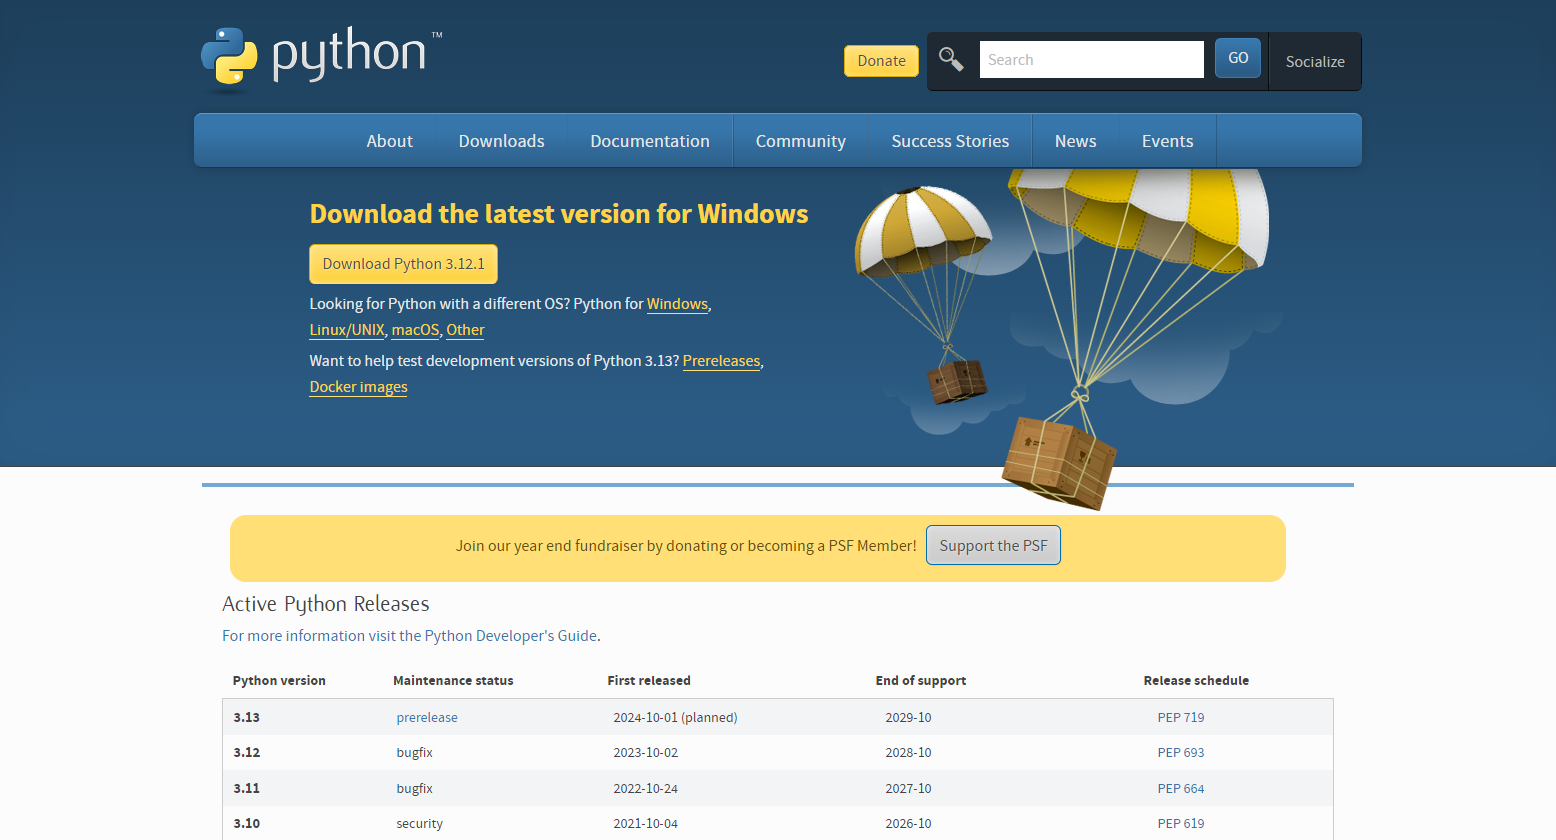 python™
Donate
Search
GO
Socialize
About Downloads Documentation Community Success Stories News Events
Download the latest version for Windows
Download Python 3.12.1
Looking for Python with a different OS? Python for Windows,
Linux/UNIX, macOS, Other
Want to help test development versions of Python 3.13? Prereleases,
Docker images
Join our year end fundraiser by donating or becoming a PSF Member! Support the PSF
Active Python Releases
For more information visit the Python Developer's Guide.
Python version Maintenance status First released End of support Release schedule
3.13 prerelease 2024-10-01 (planned) 2029-10 PEP 719
3.12 bugfix 2023-10-02 2028-10 PEP 693
3.11 bugfix 2022-10-24 2027-10 PEP 664
3.10 security 2021-10-04 2026-10 PEP 619